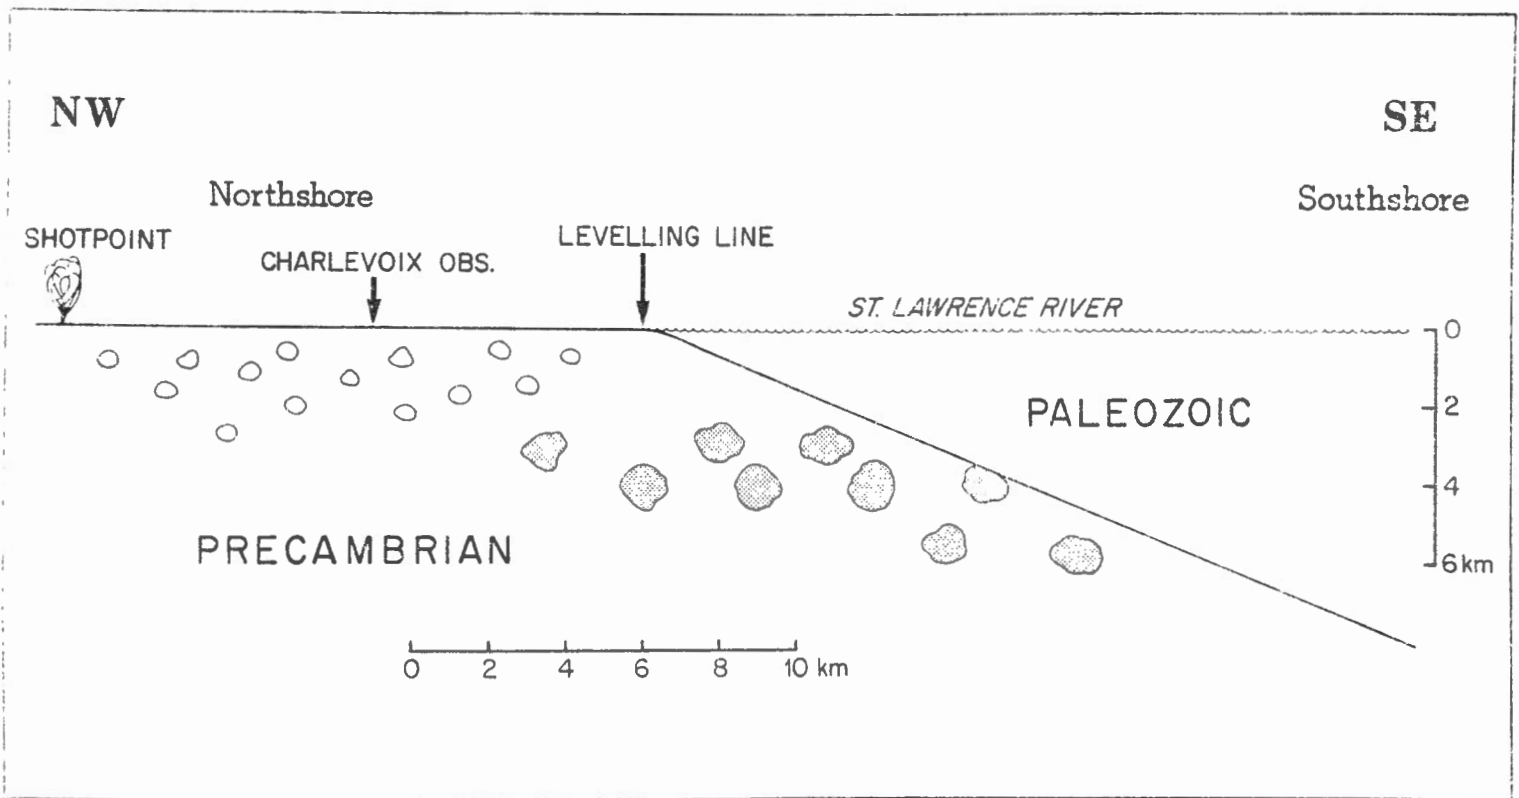 NW
SE
Northshore
Southshore
SHOTPOINT
LEVELLING LINE
CHARLEVOIX OBS.
ST. LAWRENCE RIVER
0
2
4
6 km
PALEOZOIC
PRECAMBRIAN
0 2 4 6 8 10 km